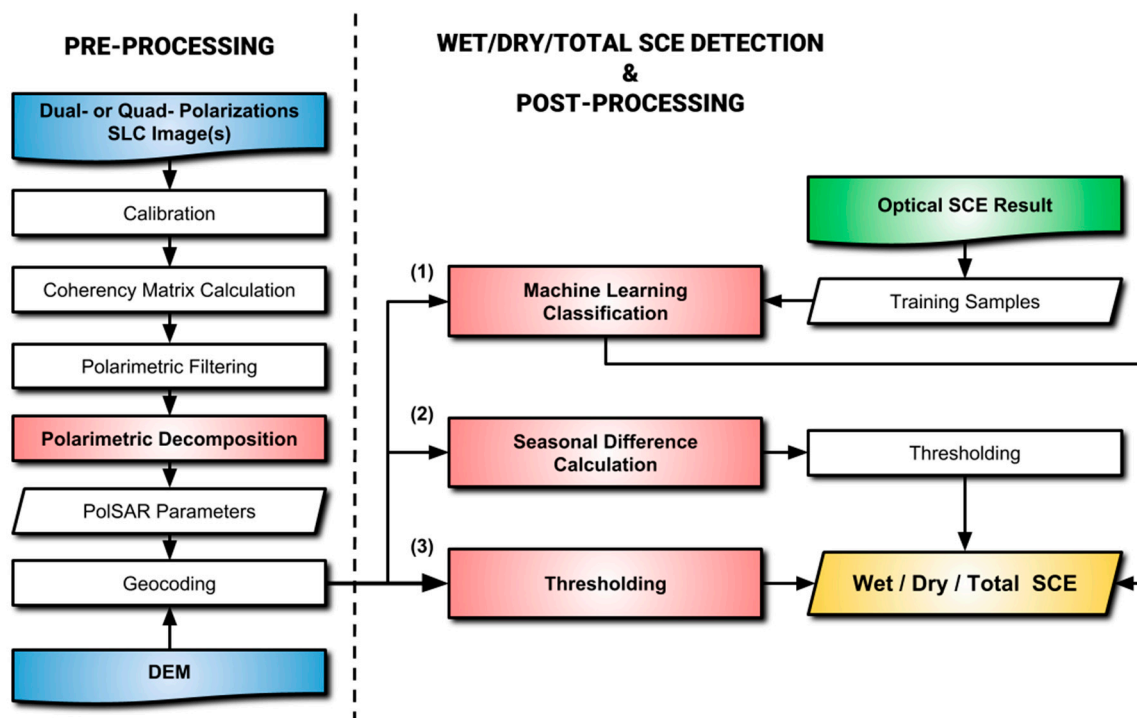 PRE-PROCESSING
Dual- or Quad- Polarizations
SLC Image(s)
Calibration
Coherency Matrix Calculation
Polarimetric Filtering
Polarimetric Decomposition
PolSAR Parameters
Geocoding
DEM
WET/DRY/TOTAL SCE DETECTION
&
POST-PROCESSING
Optical SCE Result
(1)
Machine Learning
Classification
Training Samples
(2)
Seasonal Difference
Calculation
Thresholding
(3)
Thresholding
Wet / Dry / Total SCE